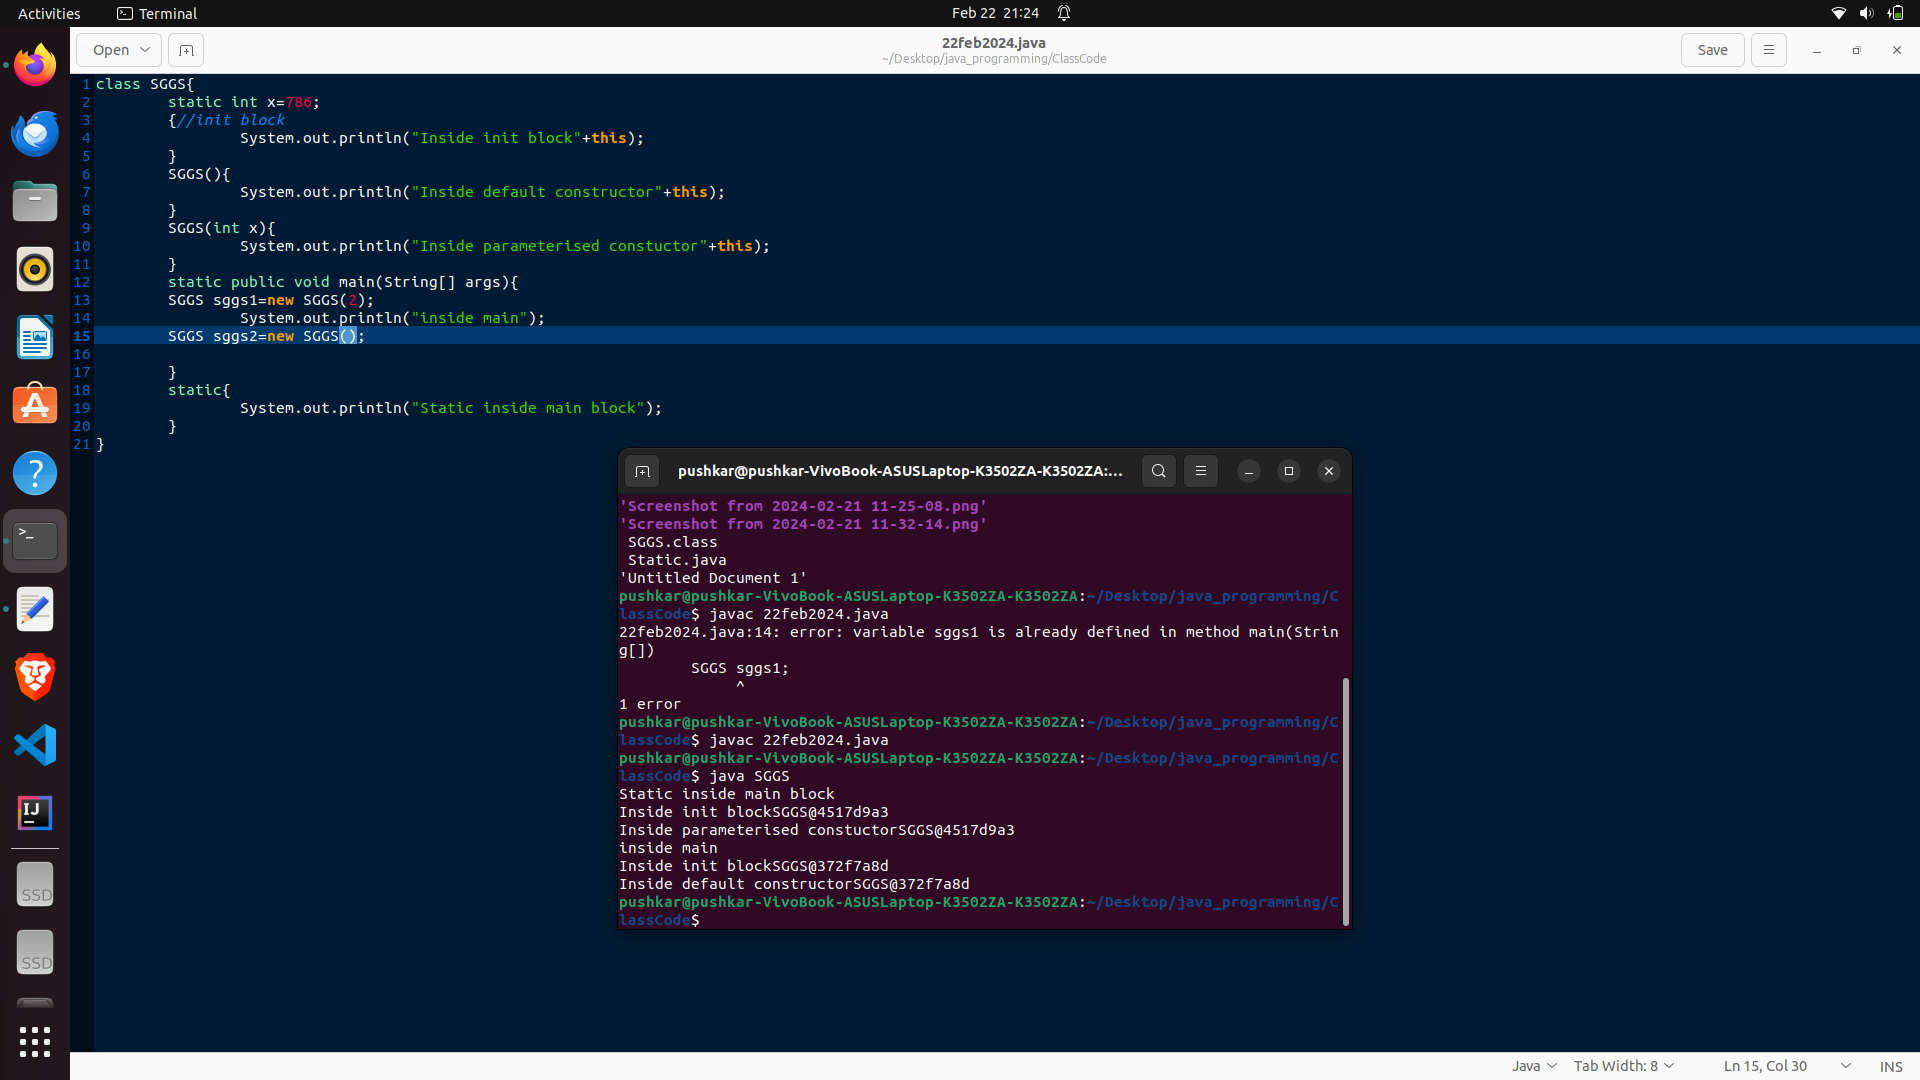 Activities
Terminal
Feb 22 21:24
Open
22feb2024.java
~/Desktop/java_programming/ClassCode
Save
1 class SGGS{
2 static int x=786;
3 {//init block
4 System.out.println("Inside init block"+this);
5 }
6 SGGS(){
7 System.out.println("Inside default constructor"+this);
8 }
9 SGGS(int x){
10 System.out.println("Inside parameterised constuctor"+this);
11 }
12 static public void main(String[] args){
13 SGGS sggs1=new SGGS(2);
14 System.out.println("inside main");
15 SGGS sggs2=new SGGS();
16
17 }
18 static{
19 System.out.println("Static inside main block");
20 }
21 }
pushkar@pushkar-VivoBook-ASUSLaptop-K3502ZA-K3502ZA:...
'Screenshot from 2024-02-21 11-25-08.png'
'Screenshot from 2024-02-21 11-32-14.png'
SGGS.class
Static.java
'Untitled Document 1'
pushkar@pushkar-VivoBook-ASUSLaptop-K3502ZA-K3502ZA:~/Desktop/java_programming/C
lassCode$ javac 22feb2024.java
22feb2024.java:14: error: variable sggs1 is already defined in method main(Strin
g[])
SGGS sggs1;
^
1 error
pushkar@pushkar-VivoBook-ASUSLaptop-K3502ZA-K3502ZA:~/Desktop/java_programming/C
lassCode$ javac 22feb2024.java
pushkar@pushkar-VivoBook-ASUSLaptop-K3502ZA-K3502ZA:~/Desktop/java_programming/C
lassCode$ java SGGS
Static inside main block
Inside init blockSGGS@4517d9a3
Inside parameterised constuctorSGGS@4517d9a3
inside main
Inside init blockSGGS@372f7a8d
Inside default constructorSGGS@372f7a8d
pushkar@pushkar-VivoBook-ASUSLaptop-K3502ZA-K3502ZA:~/Desktop/java_programming/C
lassCode$
IJ
SSD
SSD
Java
Tab Width: 8
Ln 15, Col 30
INS